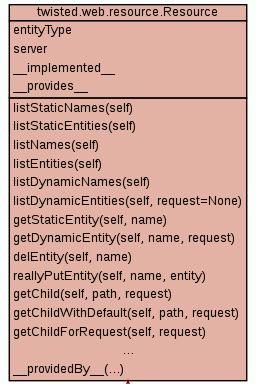 twisted.web.resource.Resource
entityType
server
__implemented__
__provides__
listStaticNames(self)
listStaticEntities(self)
listNames(self)
listEntities(self)
listDynamicNames(self)
listDynamicEntities(self, request=None)
getStaticEntity(self, name)
getDynamicEntity(self, name, request)
delEntity(self, name)
reallyPutEntity(self, name, entity)
getChild(self, path, request)
getChildWithDefault(self, path, request)
getChildForRequest(self, request)
...
__providedBy__(...)